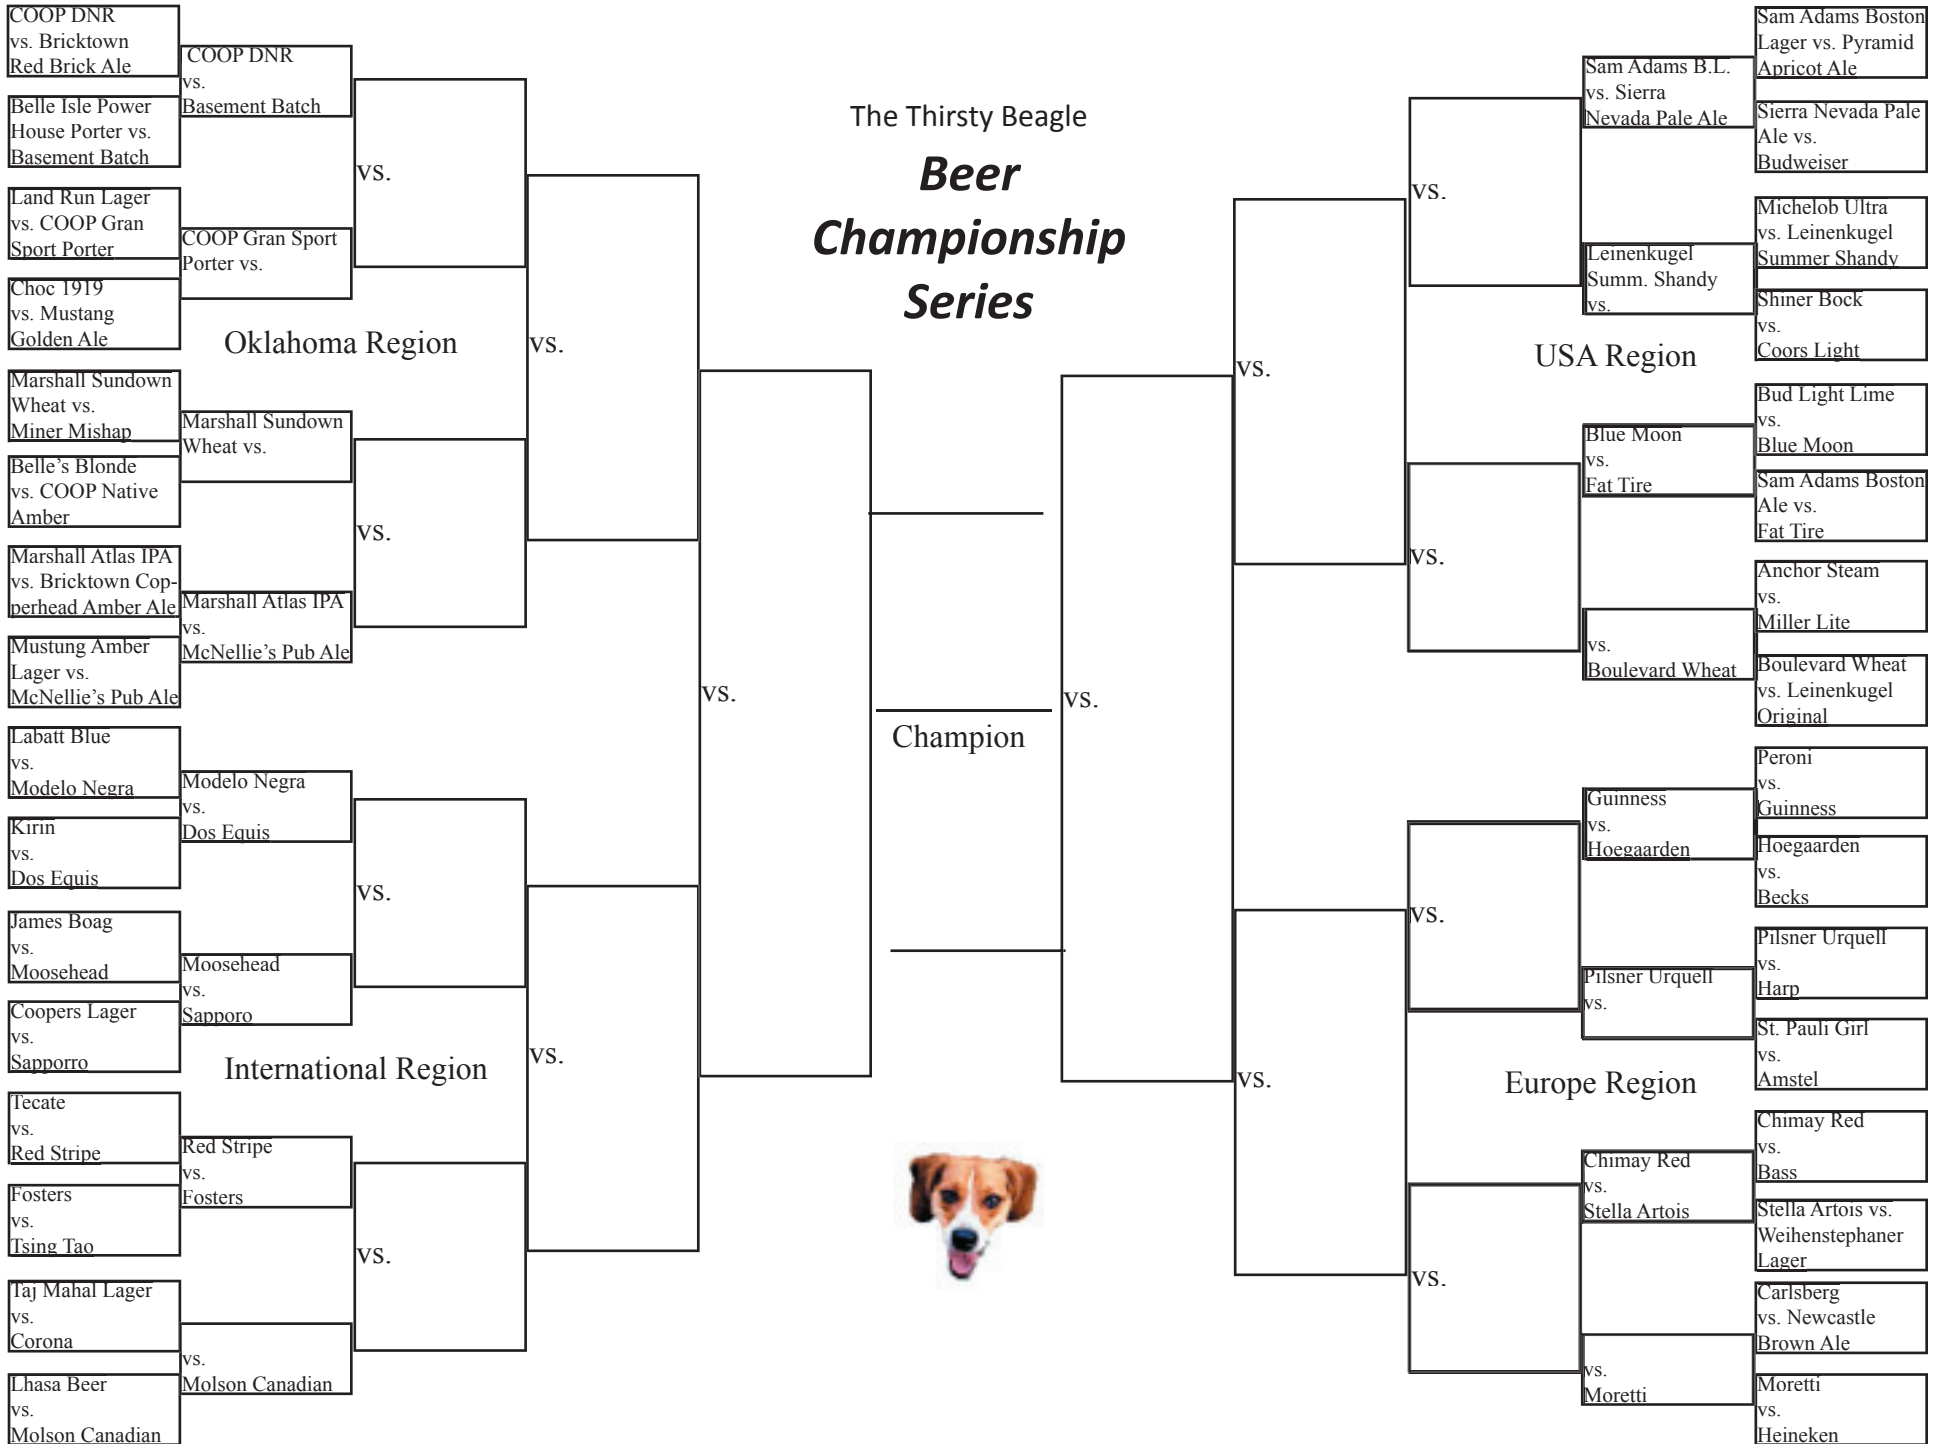 COOP DNR
vs. Bricktown
Red Brick Ale
Belle Isle Power
House Porter vs.
Basement Batch
Land Run Lager
vs. COOP Gran
Sport Porter
Choc 1919
vs. Mustang
Golden Ale
Marshall Sundown
Wheat vs.
Miner Mishap
Belle’s Blonde
vs. COOP Native
Amber
Marshall Atlas IPA
vs. Bricktown Cop-
perhead Amber Ale
Mustung Amber
Lager vs.
McNellie’s Pub Ale
Labatt Blue
vs.
Modelo Negra
Kirin
vs.
Dos Equis
James Boag
vs.
Moosehead
Coopers Lager
vs.
Sapporro
Tecate
vs.
Red Stripe
Fosters
vs.
Tsing Tao
Taj Mahal Lager
vs.
Corona
Lhasa Beer
vs.
Molson Canadian
COOP DNR
vs.
Basement Batch
COOP Gran Sport
Porter vs.
Oklahoma Region
Marshall Sundown
Wheat vs.
Marshall Atlas IPA
vs.
McNellie’s Pub Ale
Modelo Negra
vs.
Dos Equis
Moosehead
vs.
Sapporo
International Region
Red Stripe
vs.
Fosters
vs.
Molson Canadian
vs.
vs.
vs.
vs.
vs.
vs.
vs.
The Thirsty Beagle
Beer
Championship
Series
Champion
vs.
vs.
vs.
vs.
vs.
vs.
vs.
Sam Adams B.L.
vs. Sierra
Nevada Pale Ale
Leinenkugel
Summ. Shandy
vs.
USA Region
Blue Moon
vs.
Fat Tire
vs.
Boulevard Wheat
Guinness
vs.
Hoegaarden
Pilsner Urquell
vs.
Europe Region
Chimay Red
vs.
Stella Artois
vs.
Moretti
Sam Adams Boston
Lager vs. Pyramid
Apricot Ale
Sierra Nevada Pale
Ale vs.
Budweiser
Michelob Ultra
vs. Leinenkugel
Summer Shandy
Shiner Bock
vs.
Coors Light
Bud Light Lime
vs.
Blue Moon
Sam Adams Boston
Ale vs.
Fat Tire
Anchor Steam
vs.
Miller Lite
Boulevard Wheat
vs. Leinenkugel
Original
Peroni
vs.
Guinness
Hoegaarden
vs.
Becks
Pilsner Urquell
vs.
Harp
St. Pauli Girl
vs.
Amstel
Chimay Red
vs.
Bass
Stella Artois vs.
Weihenstephaner
Lager
Carlsberg
vs. Newcastle
Brown Ale
Moretti
vs.
Heineken